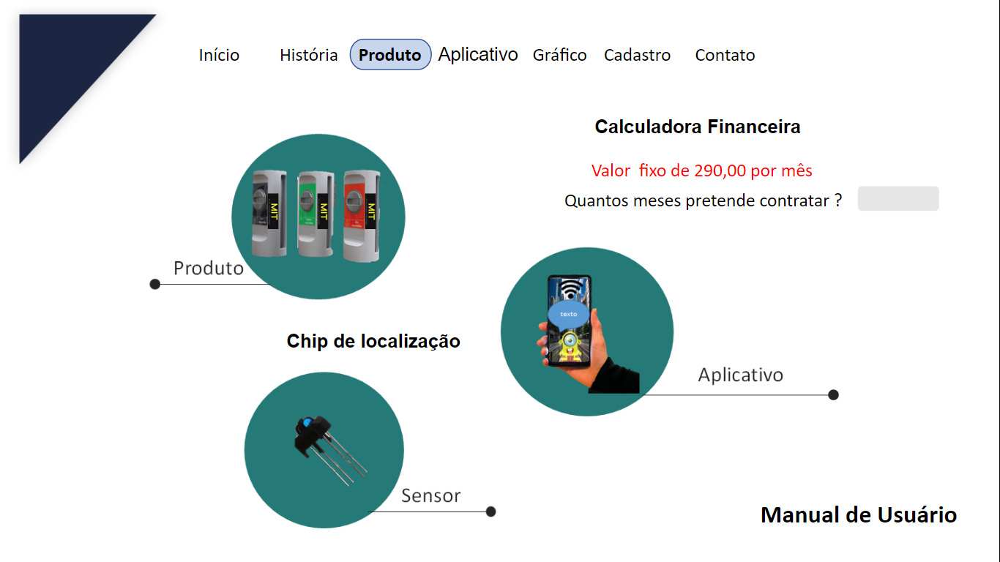 Início História Produto Aplicativo Gráfico Cadastro Contato
Calculadora Financeira
Valor fixo de 290,00 por mês
Quantos meses pretende contratar ?
MIT MIT MIT
Produto
texto
Chip de localização
Aplicativo
Sensor
Manual de Usuário